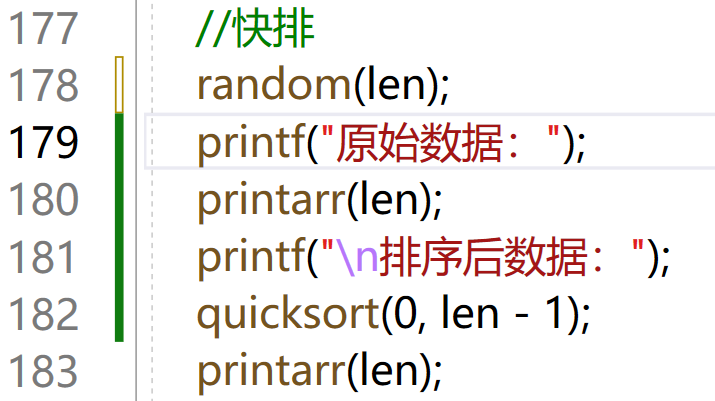 177 //快排
178 random(len);
179 printf("原始数据：");
180 printarr(len);
181 printf("\n排序后数据：");
182 quicksort(0, len - 1);
183 printarr(len);